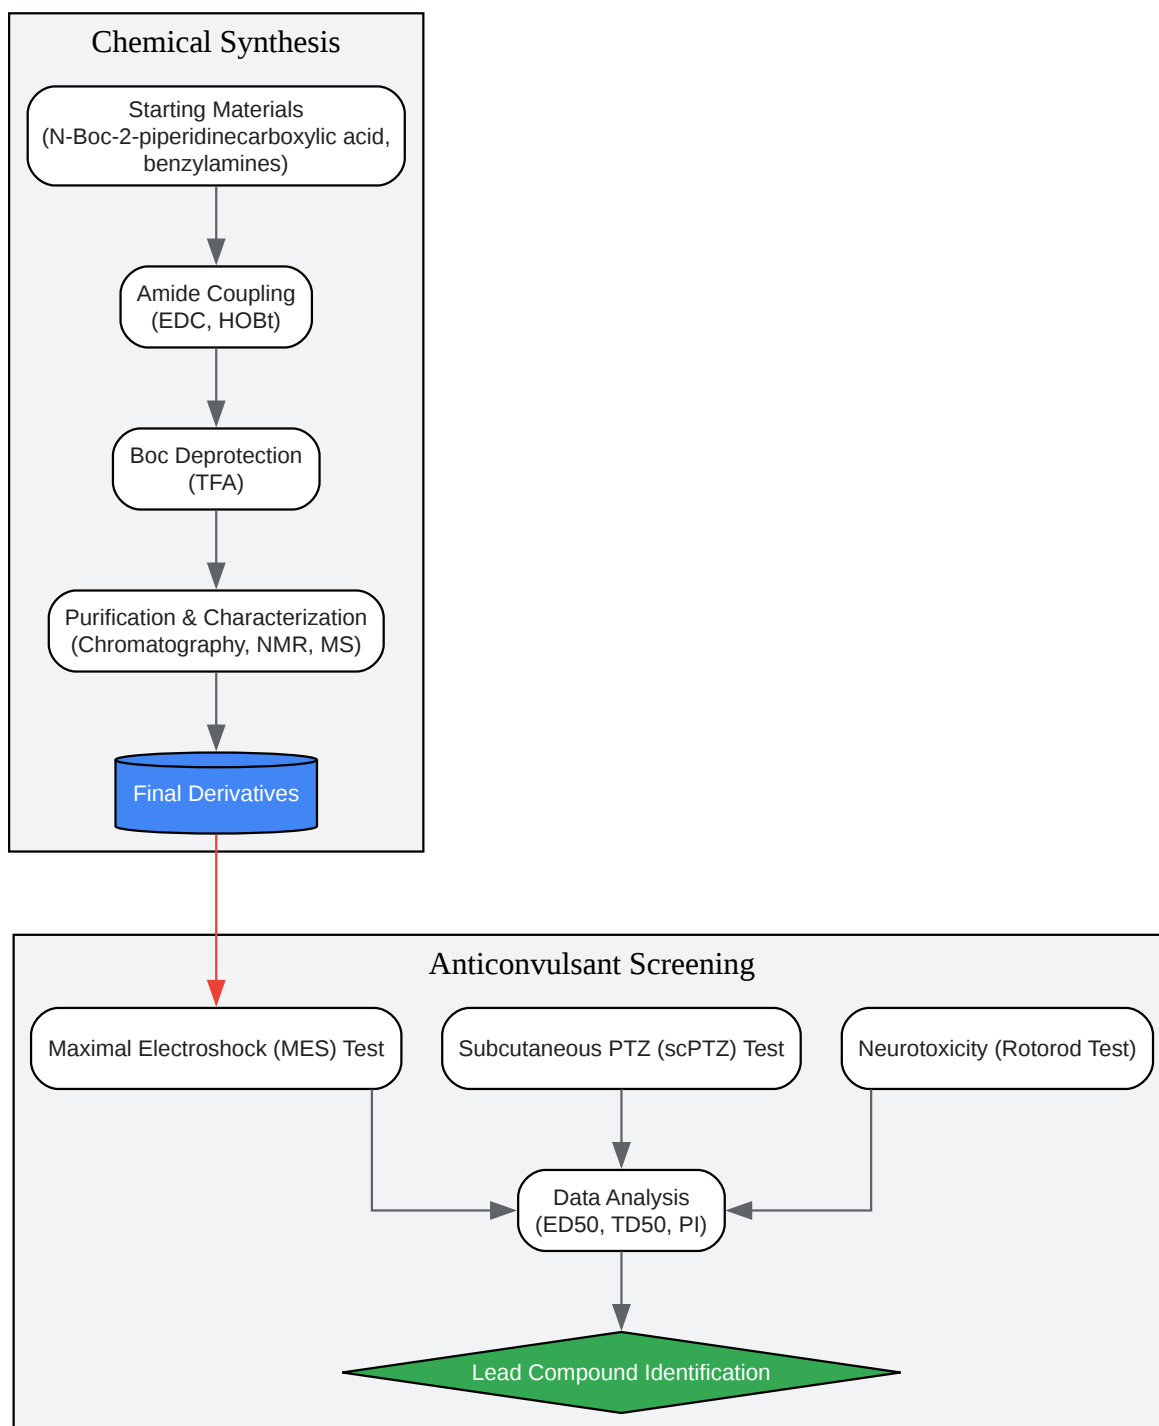 Chemical Synthesis
Starting Materials
(N-Boc-2-piperidinecarboxylic acid,
benzylamines)
Amide Coupling
(EDC, HOBt)
Boc Deprotection
(TFA)
Purification & Characterization
(Chromatography, NMR, MS)
Final Derivatives
Anticonvulsant Screening
Maximal Electroshock (MES) Test
Subcutaneous PTZ (scPTZ) Test
Neurotoxicity (Rotorod Test)
Data Analysis
(ED50, TD50, PI)
Lead Compound Identification